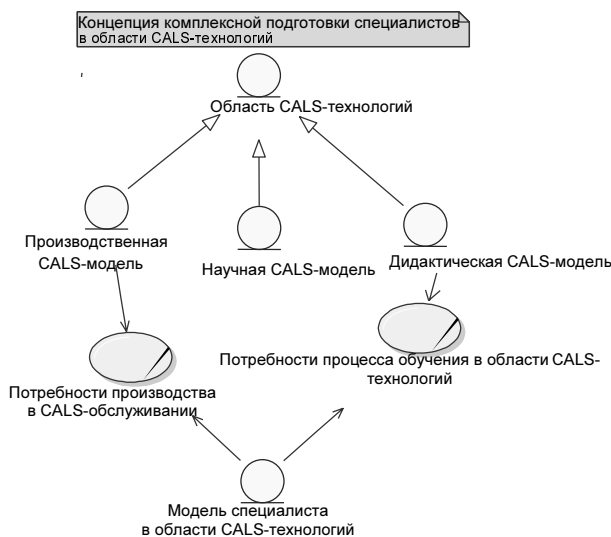 Концепция комплексной подготовки специалистов
в области CALS-технологий
Область CALS-технологий
Производственная
CALS-модель
Научная CALS-модель
Дидактическая CALS-модель
Потребности процесса обучения в области CALS-
технологий
Потребности производства
в CALS-обслуживании
Модель специалиста
в области CALS-технологий